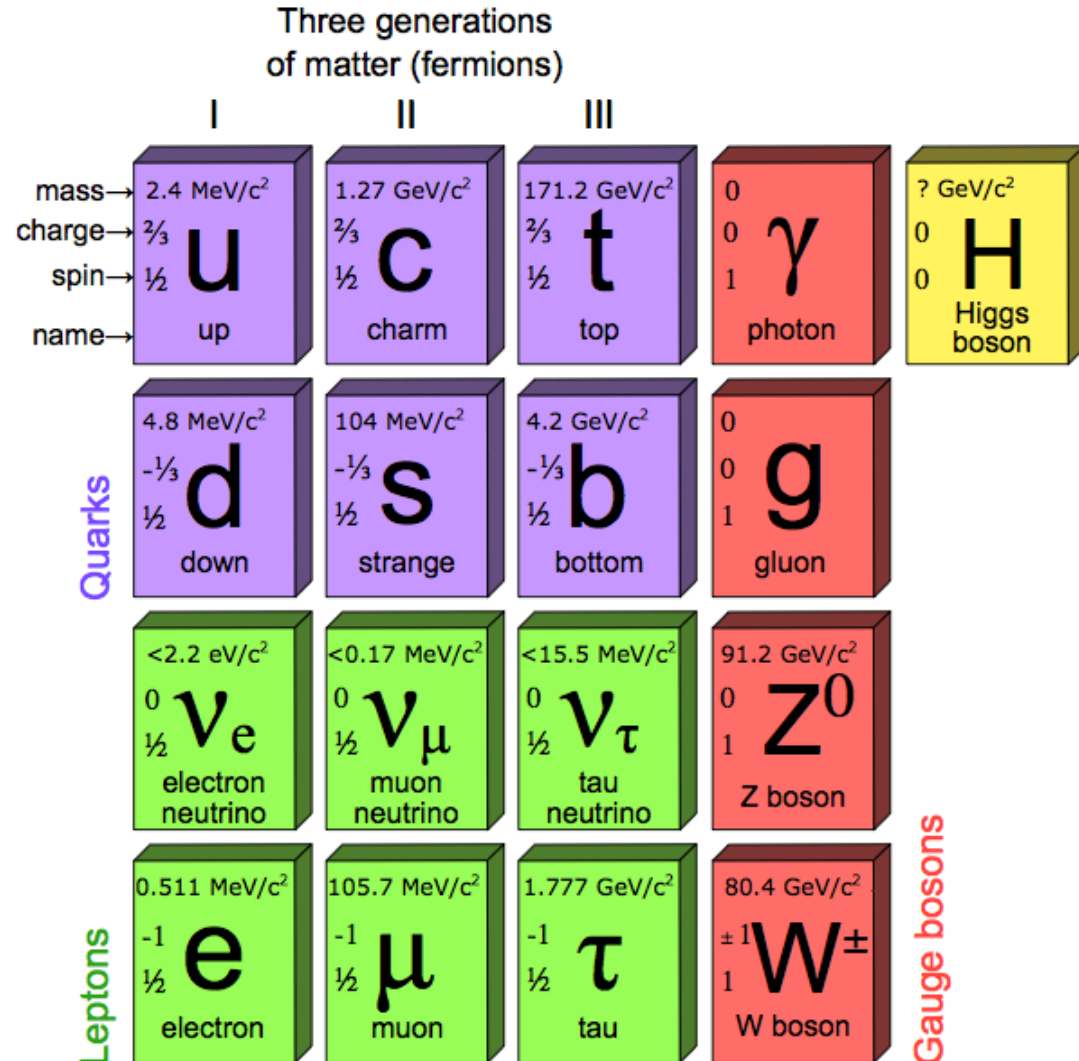 Three generations
of matter (fermions)
I II III
mass→ 2.4 MeV/c² 1.27 GeV/c² 171.2 GeV/c² 0 ? GeV/c²
charge→ ⅔ ⅔ ⅔ 0 0
u c t γ H
spin→ ½ ½ ½ 1 0
name→ up charm top photon Higgs
boson
4.8 MeV/c² 104 MeV/c² 4.2 GeV/c² 0
-⅓ -⅓ -⅓ 0
d s b g
½ ½ ½ 1
down strange bottom gluon
Quarks
<2.2 eV/c² <0.17 MeV/c² <15.5 MeV/c² 91.2 GeV/c²
0 0 0 0
νe νμ ντ Z⁰
½ ½ ½ 1
electron muon tau Z boson
neutrino neutrino neutrino
0.511 MeV/c² 105.7 MeV/c² 1.777 GeV/c² 80.4 GeV/c²
-1 -1 -1 ± 1
e μ τ W±
½ ½ ½ 1
electron muon tau W boson
Leptons
Gauge bosons